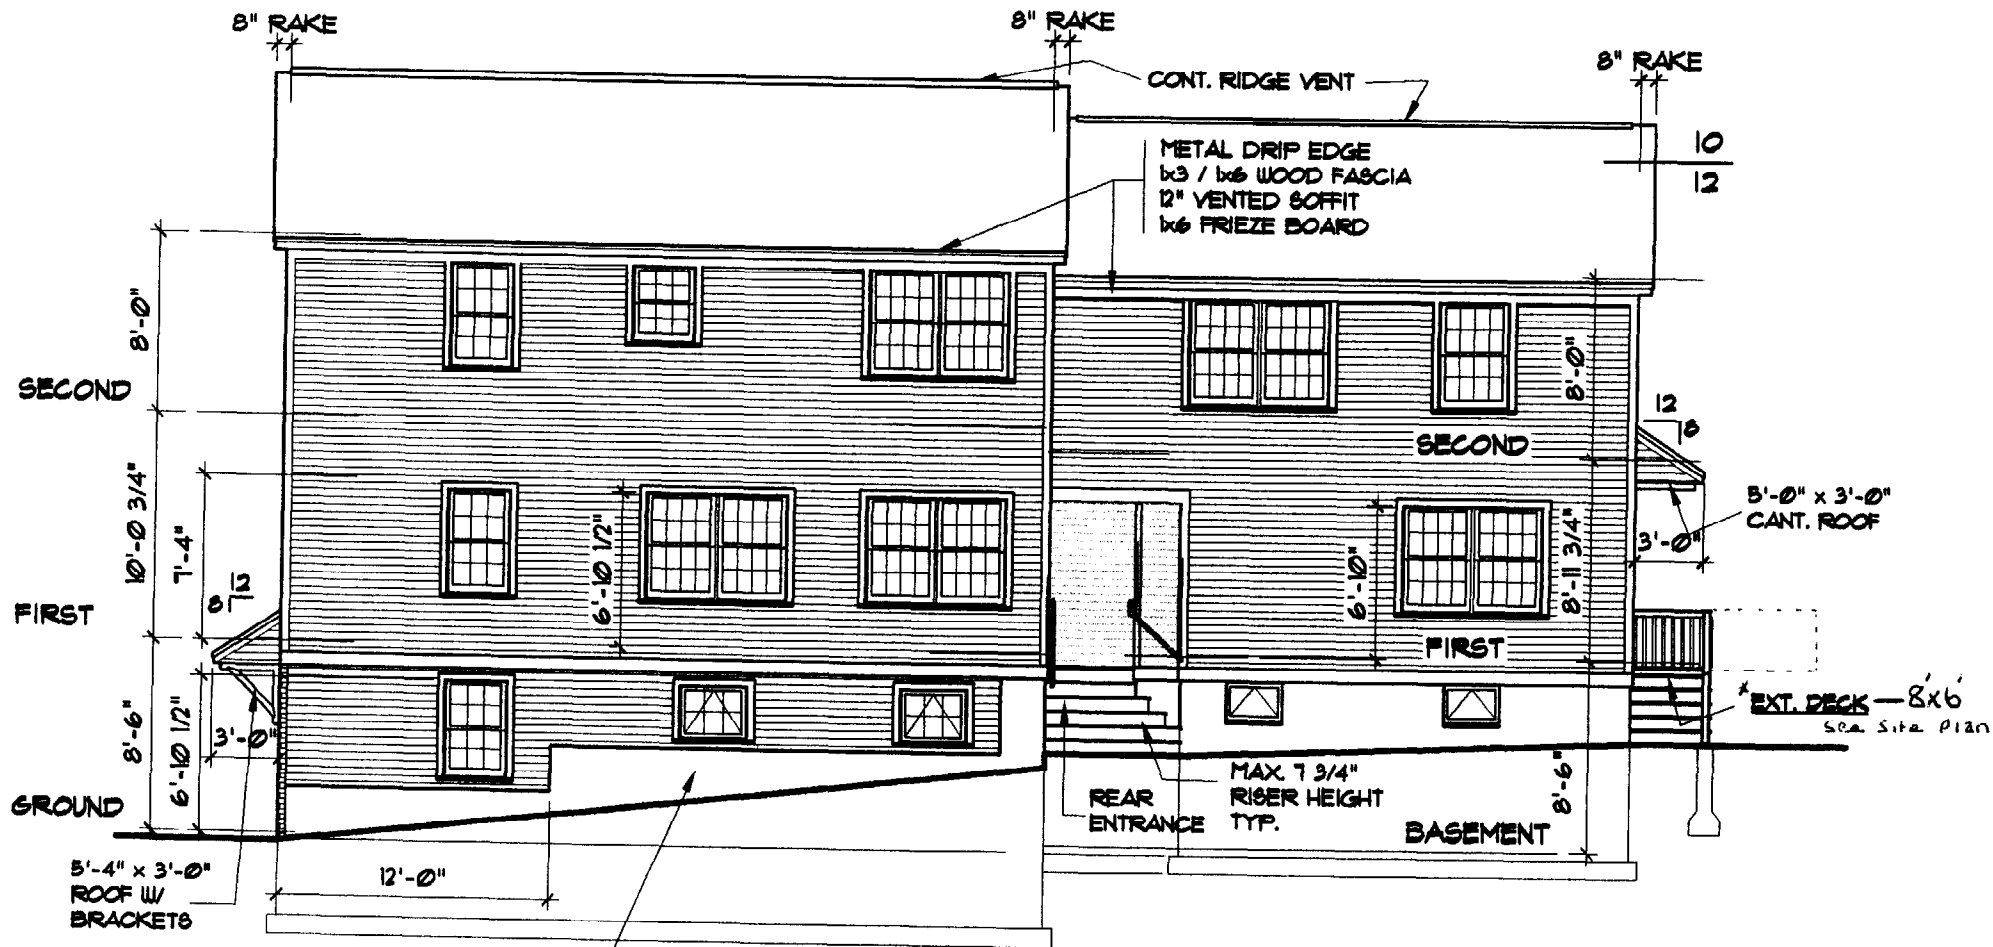 8" RAKE
8" RAKE
8" RAKE
CONT. RIDGE VENT
METAL DRIP EDGE
1x3 / 1x6 WOOD FASCIA
12" VENTED SOFFIT
1x6 FRIEZE BOARD
10
12
8'-0"
SECOND
10'-0 3/4"
7'-4"
FIRST
8
12
8'-6"
6'-10 1/2"
3'-0"
GROUND
5'-4" x 3'-0"
ROOF W/
BRACKETS
12'-0"
6'-10 1/2"
REAR
ENTRANCE
MAX. 7 3/4"
RISER HEIGHT
TYP.
8'-0"
SECOND
12
8
5'-0" x 3'-0"
CANT. ROOF
3'-0"
6'-10"
8'-11 3/4"
FIRST
* EXT. DECK — 8'x6'
See Site Plan
8'-6"
BASEMENT